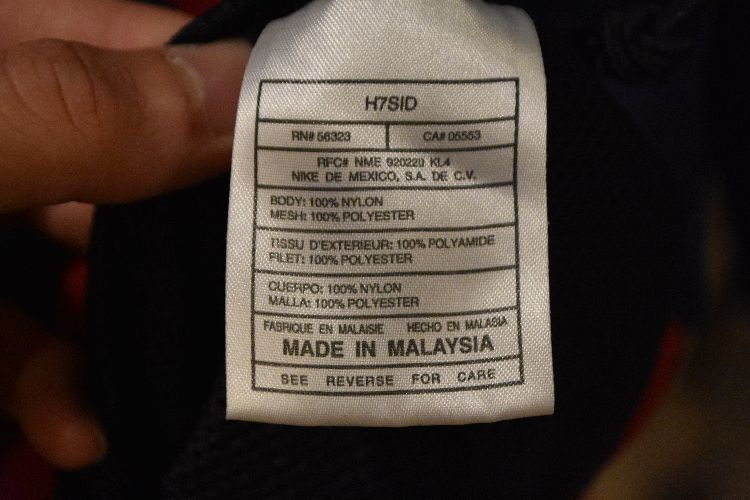 H7SID
RN# 56323 CA# 05553
RFC# NME 920220 KL4
NIKE DE MEXICO, S.A. DE C.V.
BODY: 100% NYLON
MESH: 100% POLYESTER
TISSU D'EXTERIEUR: 100% POLYAMIDE
FILET: 100% POLYESTER
CUERPO: 100% NYLON
MALLA: 100% POLYESTER
FABRIQUE EN MALAISIE HECHO EN MALASIA
MADE IN MALAYSIA
SEE REVERSE FOR CARE